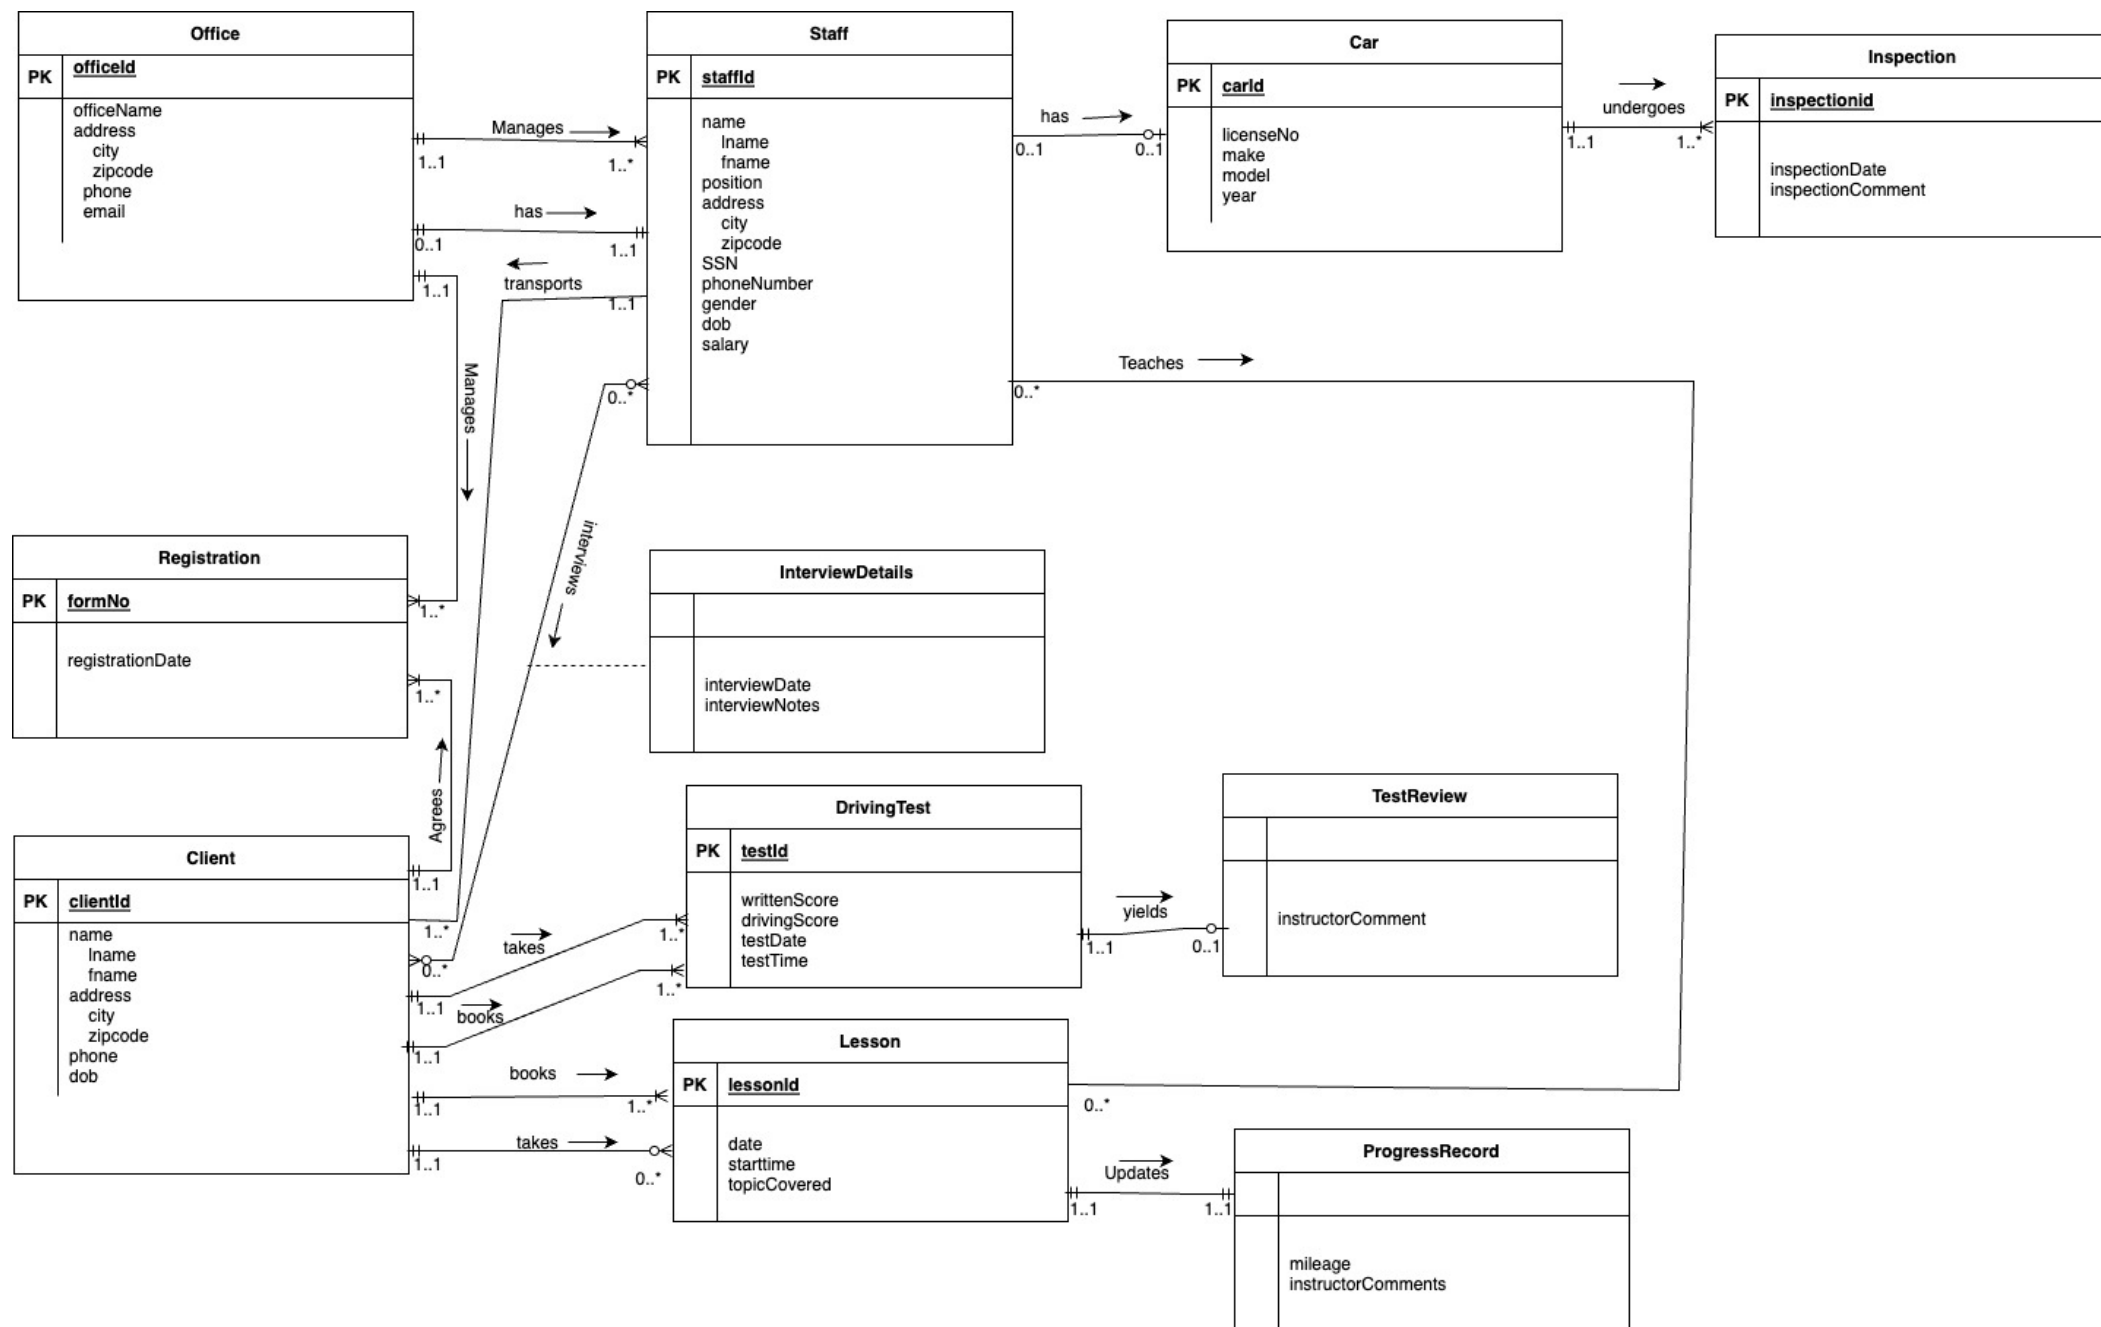 Office
PK officeId
officeName
address
city
zipcode
phone
email
Staff
PK staffId
name
lname
fname
position
address
city
zipcode
SSN
phoneNumber
gender
dob
salary
Car
PK carId
licenseNo
make
model
year
Inspection
PK inspectionid
inspectionDate
inspectionComment
Manages
1..1 1..*
has
0..1 1..1
has
0..1 0..1
undergoes
1..1 1..*
transports
1..1
1..*
Manages
1..1
1..*
interviews
0..*
0..*
Teaches
0..*
0..*
Registration
PK formNo
registrationDate
Agrees
1..*
1..1
InterviewDetails
interviewDate
interviewNotes
Client
PK clientId
name
lname
fname
address
city
zipcode
phone
dob
takes
1..1 1..*
books
1..1 1..*
books
1..1 1..*
takes
1..1 0..*
DrivingTest
PK testId
writtenScore
drivingScore
testDate
testTime
yields
1..1 0..1
TestReview
instructorComment
Lesson
PK lessonId
date
starttime
topicCovered
Updates
1..1 1..1
ProgressRecord
mileage
instructorComments